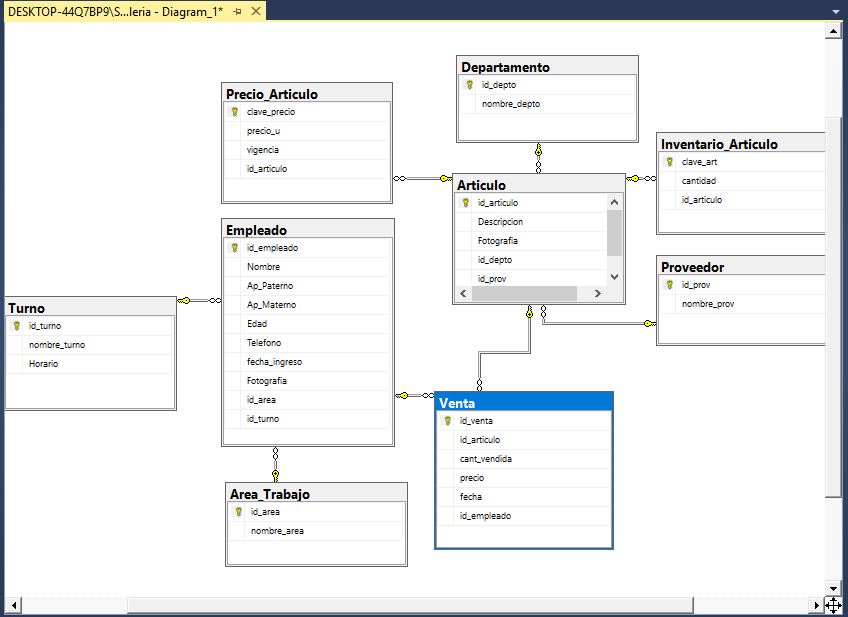 DESKTOP-44Q7BP9\S...leria - Diagram_1*
Departamento
id_depto
nombre_depto
Precio_Articulo
clave_precio
precio_u
vigencia
id_articulo
Inventario_Articulo
clave_art
cantidad
id_articulo
Articulo
id_articulo
Descripcion
Fotografia
id_depto
id_prov
Empleado
id_empleado
Nombre
Ap_Paterno
Ap_Materno
Edad
Telefono
fecha_ingreso
Fotografia
id_area
id_turno
Proveedor
id_prov
nombre_prov
Turno
id_turno
nombre_turno
Horario
Venta
id_venta
id_articulo
cant_vendida
precio
fecha
id_empleado
Area_Trabajo
id_area
nombre_area